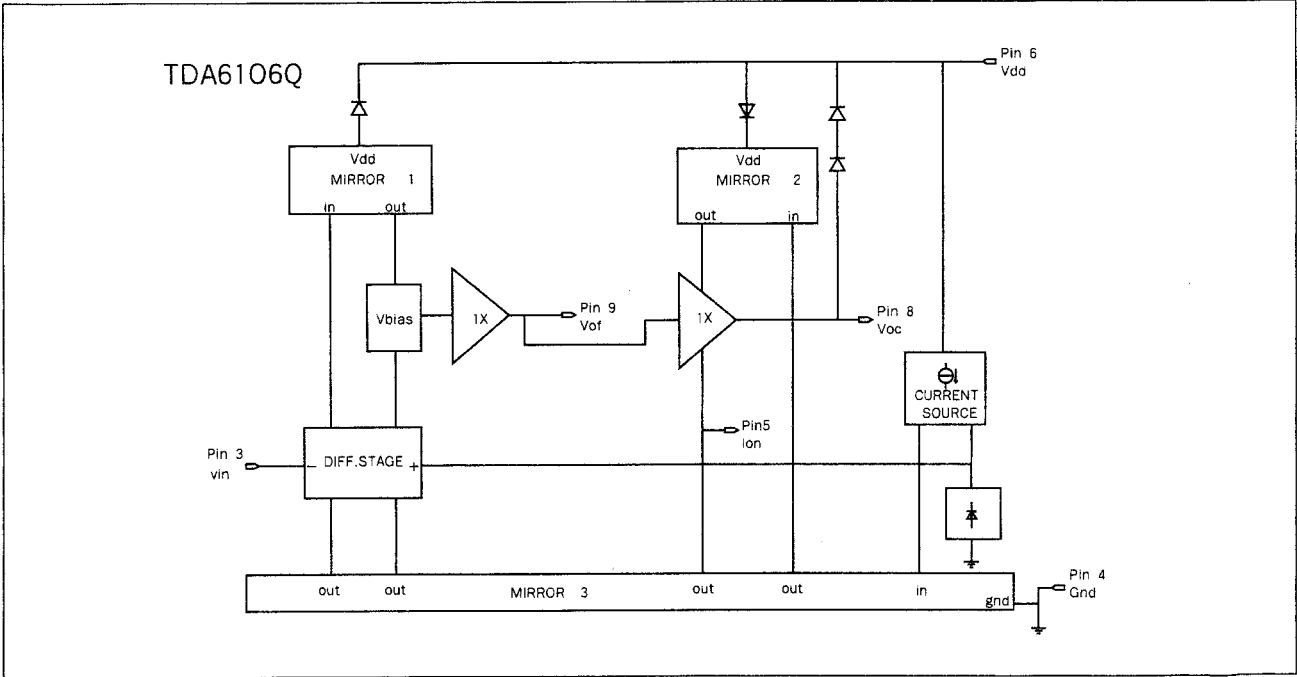 TDA6106Q
Pin 6
Vdd
Vdd
MIRROR 1
in out
Vdd
MIRROR 2
out in
Vbias
1X
Pin 9
Vof
1X
Pin 8
Voc
CURRENT
SOURCE
Pin5
Ion
Pin 3
vin
- DIFF.STAGE +
out out MIRROR 3 out out in gnd
Pin 4
Gnd